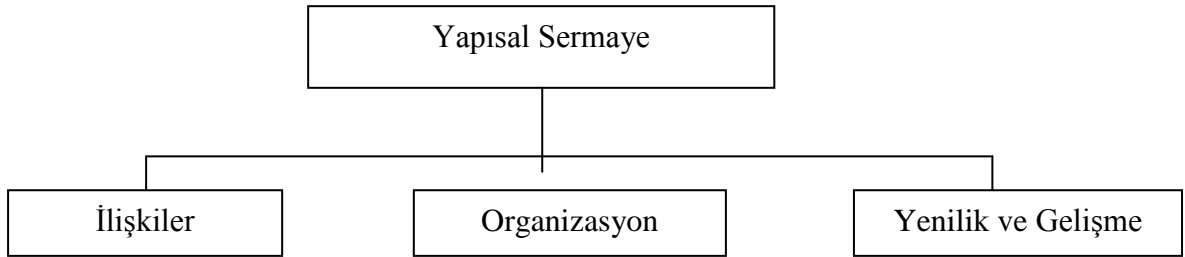 Yapısal Sermaye
İlişkiler
Organizasyon
Yenilik ve Gelişme